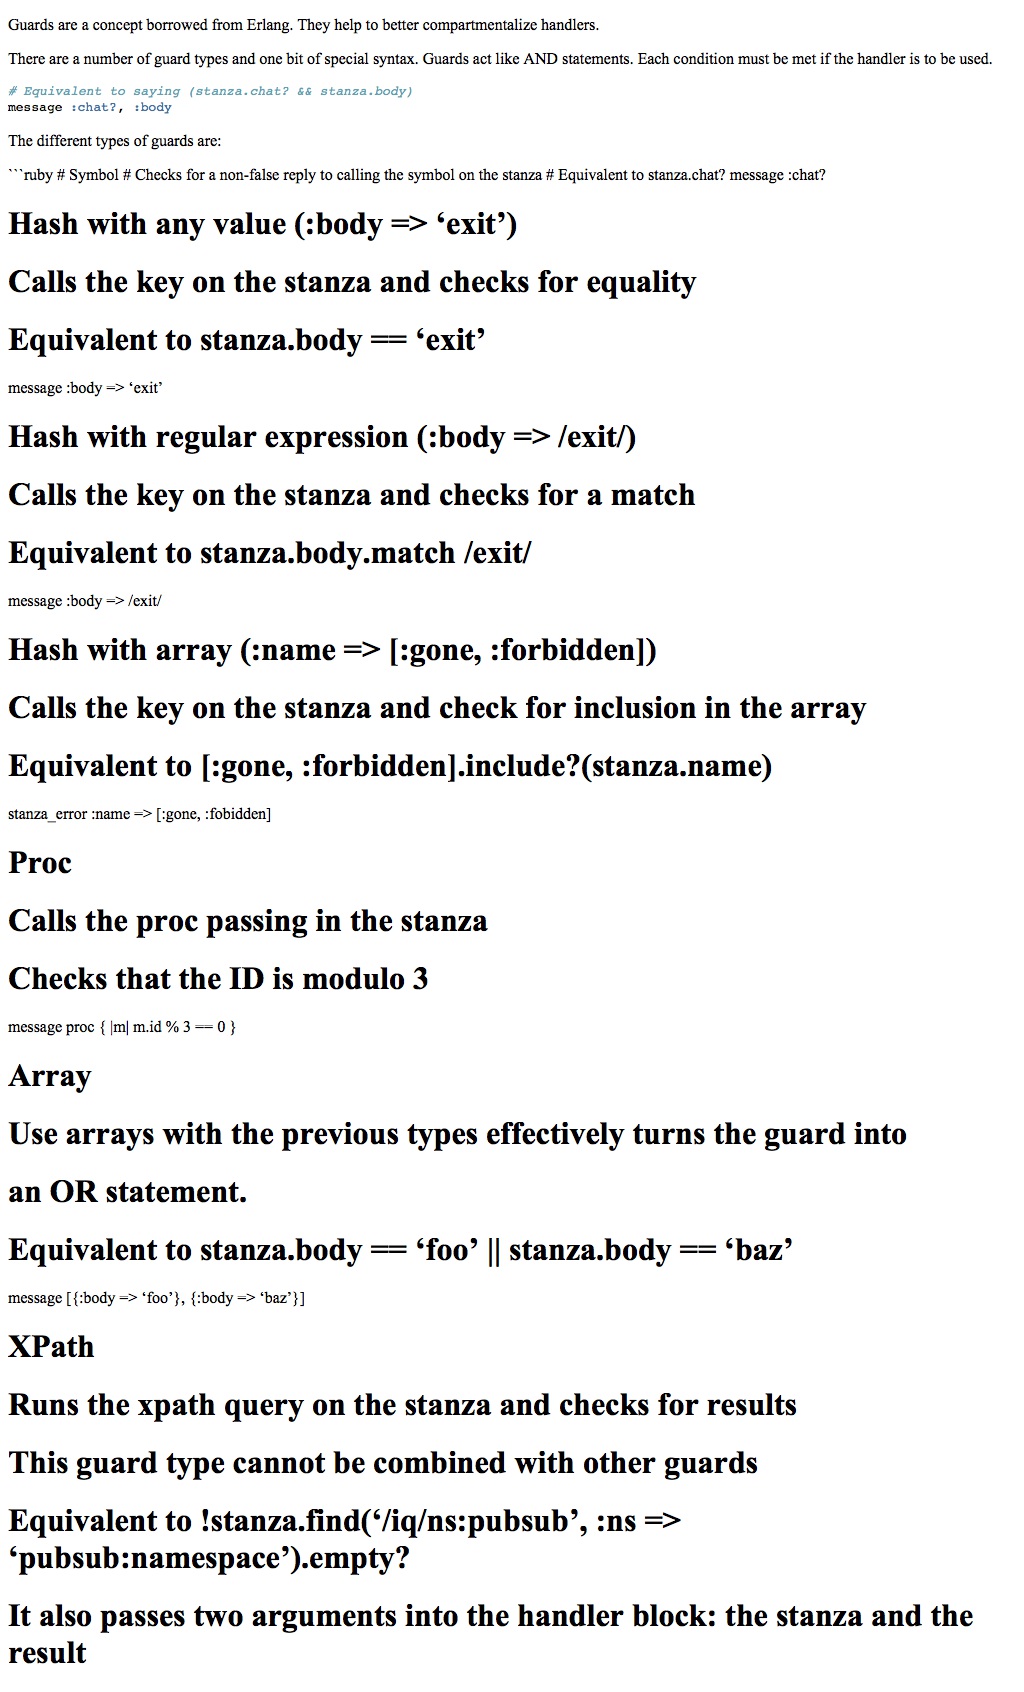 Guards are a concept borrowed from Erlang. They help to better compartmentalize handlers.
There are a number of guard types and one bit of special syntax. Guards act like AND statements. Each condition must be met if the handler is to be used.
# Equivalent to saying (stanza.chat? && stanza.body)
message :chat?, :body
The different types of guards are:
```ruby # Symbol # Checks for a non-false reply to calling the symbol on the stanza # Equivalent to stanza.chat? message :chat?
Hash with any value (:body => ‘exit’)
Calls the key on the stanza and checks for equality
Equivalent to stanza.body == ‘exit’
message :body => ‘exit’
Hash with regular expression (:body => /exit/)
Calls the key on the stanza and checks for a match
Equivalent to stanza.body.match /exit/
message :body => /exit/
Hash with array (:name => [:gone, :forbidden])
Calls the key on the stanza and check for inclusion in the array
Equivalent to [:gone, :forbidden].include?(stanza.name)
stanza_error :name => [:gone, :fobidden]
Proc
Calls the proc passing in the stanza
Checks that the ID is modulo 3
message proc { |m| m.id % 3 == 0 }
Array
Use arrays with the previous types effectively turns the guard into
an OR statement.
Equivalent to stanza.body == ‘foo’ || stanza.body == ‘baz’
message [{:body => ‘foo’}, {:body => ‘baz’}]
XPath
Runs the xpath query on the stanza and checks for results
This guard type cannot be combined with other guards
Equivalent to !stanza.find(‘/iq/ns:pubsub’, :ns =>
‘pubsub:namespace’).empty?
It also passes two arguments into the handler block: the stanza and the
result